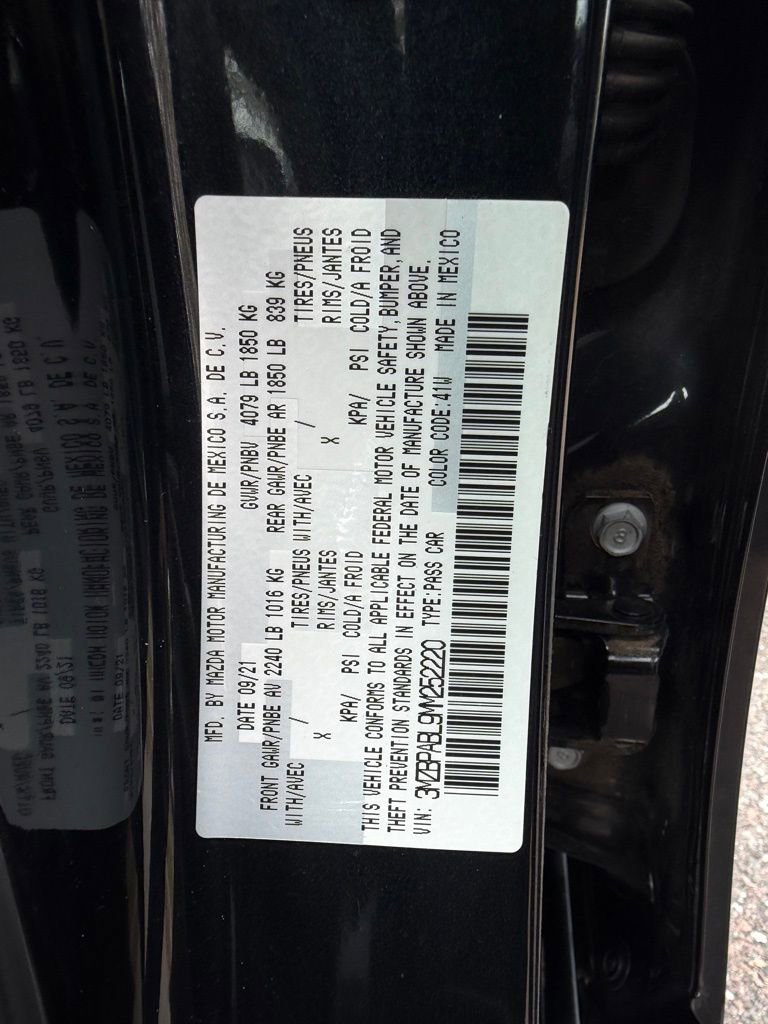 MFD. BY MAZDA MOTOR MANUFACTURING DE MEXICO S.A. DE C.V.
DATE 09/21 GVWR/PNBV 4079 LB 1850 KG
FRONT GAWR/PNBE AV 2240 LB 1016 KG REAR GAWR/PNBE AR 1850 LB 839 KG
WITH/AVEC / TIRES/PNEUS WITH/AVEC / TIRES/PNEUS
X RIMS/JANTES X RIMS/JANTES
KPA/ PSI COLD/A FROID KPA/ PSI COLD/A FROID
THIS VEHICLE CONFORMS TO ALL APPLICABLE FEDERAL MOTOR VEHICLE SAFETY, BUMPER, AND
THEFT PREVENTION STANDARDS IN EFFECT ON THE DATE OF MANUFACTURE SHOWN ABOVE.
VIN: 3MZBPABL9MM252220 TYPE:PASS CAR COLOR CODE:41W MADE IN MEXICO